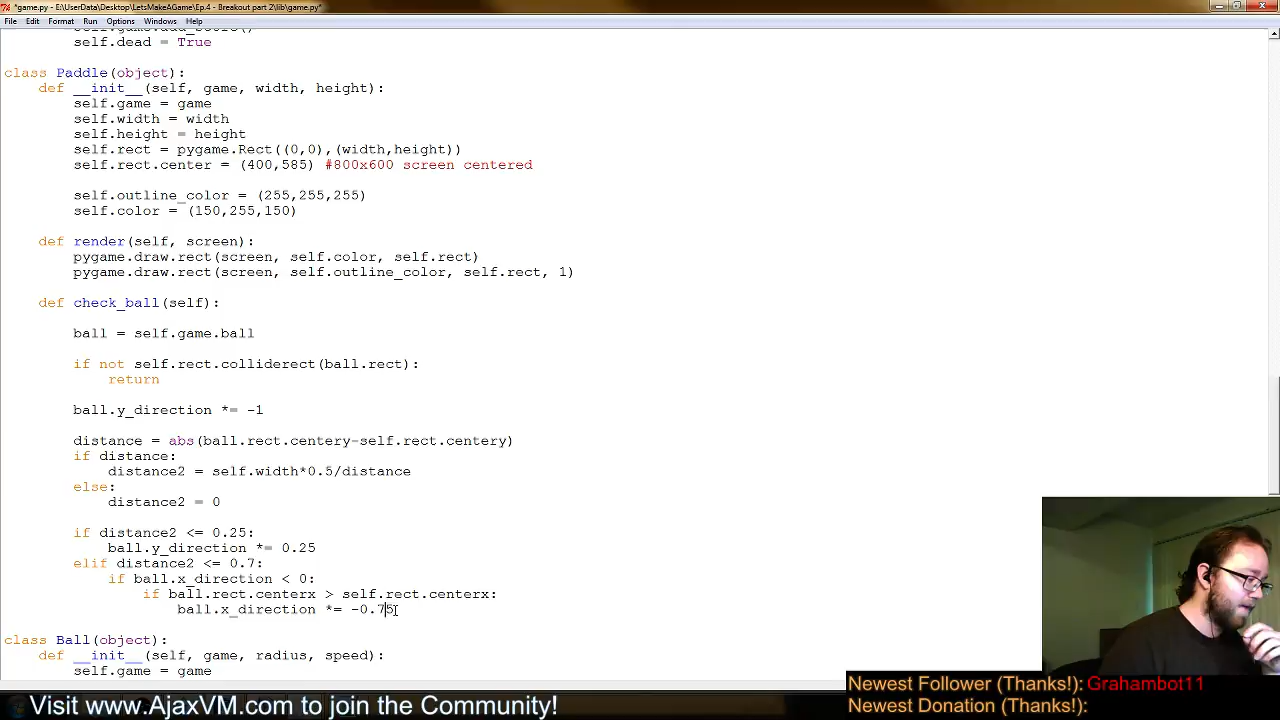 *game.py - E:\UserData\Desktop\LetsMakeAGame\Ep.4 - Breakout part 2\lib\game.py*
File Edit Format Run Options Windows Help
self.dead = True
class Paddle(object):
def __init__(self, game, width, height):
self.game = game
self.width = width
self.height = height
self.rect = pygame.Rect((0,0),(width,height))
self.rect.center = (400,585) #800x600 screen centered
self.outline_color = (255,255,255)
self.color = (150,255,150)
def render(self, screen):
pygame.draw.rect(screen, self.color, self.rect)
pygame.draw.rect(screen, self.outline_color, self.rect, 1)
def check_ball(self):
ball = self.game.ball
if not self.rect.colliderect(ball.rect):
return
ball.y_direction *= -1
distance = abs(ball.rect.centery-self.rect.centery)
if distance:
distance2 = self.width*0.5/distance
else:
distance2 = 0
if distance2 <= 0.25:
ball.y_direction *= 0.25
elif distance2 <= 0.7:
if ball.x_direction < 0:
if ball.rect.centerx > self.rect.centerx:
ball.x_direction *= -0.75
class Ball(object):
def __init__(self, game, radius, speed):
self.game = game
Newest Follower (Thanks!): Grahambot11
Newest Donation (Thanks!):
Visit www.AjaxVM.com to join the Community!